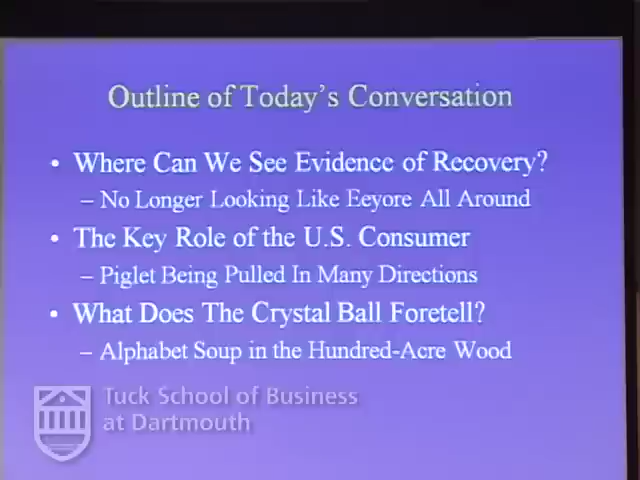 Outline of Today's Conversation
• Where Can We See Evidence of Recovery?
– No Longer Looking Like Eeyore All Around
• The Key Role of the U.S. Consumer
– Piglet Being Pulled In Many Directions
• What Does The Crystal Ball Foretell?
– Alphabet Soup in the Hundred-Acre Wood
Tuck School of Business
at Dartmouth